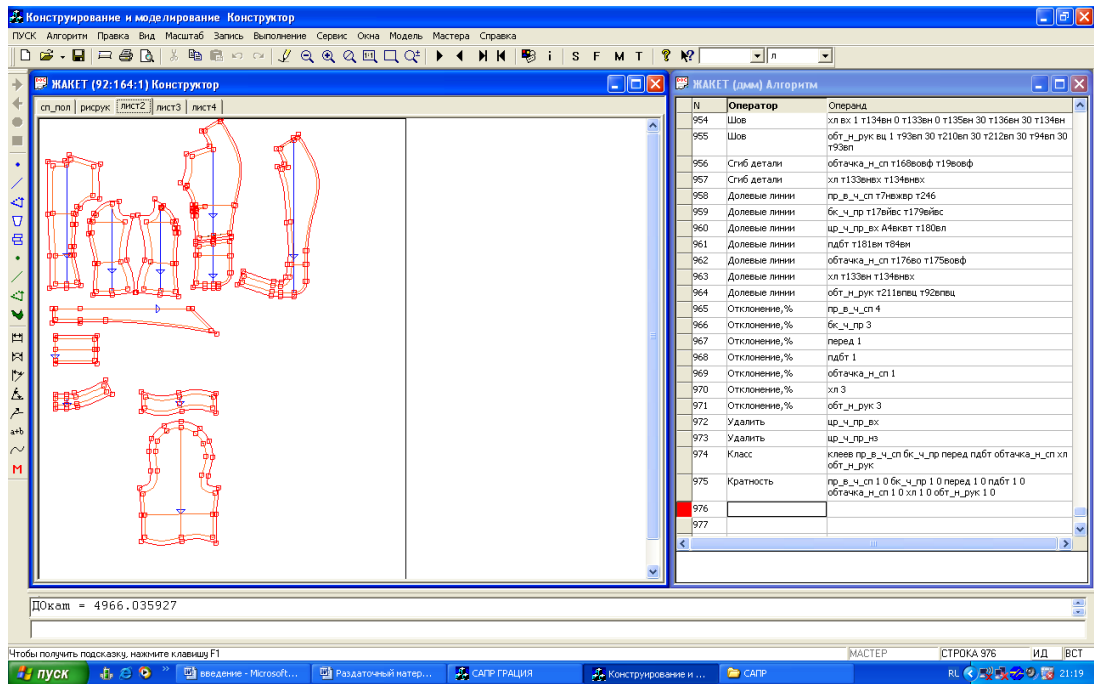 Конструирование и моделирование Конструктор
ПУСК Алгоритм Правка Вид Масштаб Запись Выполнение Сервис Окна Модель Мастера Справка
S F M T л
ЖАКЕТ (92:164:1) Конструктор
сп_пол рисрук лист2 лист3 лист4
ЖАКЕТ (дмм) Алгоритм
N Оператор Операнд
954 Шов хл вх 1 т134вн 0 т133вн 0 т135вн 30 т136вн 30 т134вн
955 Шов обт_н_рук вц 1 т93вп 30 т210вп 30 т212вп 30 т94вп 30
т93вп
956 Сгиб детали обтачка_н_сп т168вовф т19вовф
957 Сгиб детали хл т133внвх т134внвх
958 Долевые линии пр_в_ч_сп т7нвжвр т246
959 Долевые линии бк_ч_пр т17вйвс т179вйвс
960 Долевые линии цр_ч_пр_вх А4вквт т180вл
961 Долевые линии пдбт т181вн т84вн
962 Долевые линии обтачка_н_сп т176во т175вовф
963 Долевые линии хл т133вн т134внвх
964 Долевые линии обт_н_рук т211впвц т92впвц
965 Отклонение,% пр_в_ч_сп 4
966 Отклонение,% бк_ч_пр 3
967 Отклонение,% перед 1
968 Отклонение,% пдбт 1
969 Отклонение,% обтачка_н_сп 1
970 Отклонение,% хл 3
971 Отклонение,% обт_н_рук 3
972 Удалить цр_ч_пр_вх
973 Удалить цр_ч_пр_нз
974 Класс клеев пр_в_ч_сп бк_ч_пр перед пдбт обтачка_н_сп хл
обт_н_рук
975 Кратность пр_в_ч_сп 1 0 бк_ч_пр 1 0 перед 1 0 пдбт 1 0
обтачка_н_сп 1 0 хл 1 0 обт_н_рук 1 0
976
977
a+b
M
ДОкат = 4966.035927
Чтобы получить подсказку, нажмите клавишу F1 МАСТЕР СТРОКА 976 ИД ВСТ
пуск введение - Microsoft... Раздаточный матер... САПР ГРАЦИЯ Конструирование и ... САПР RL 21:19